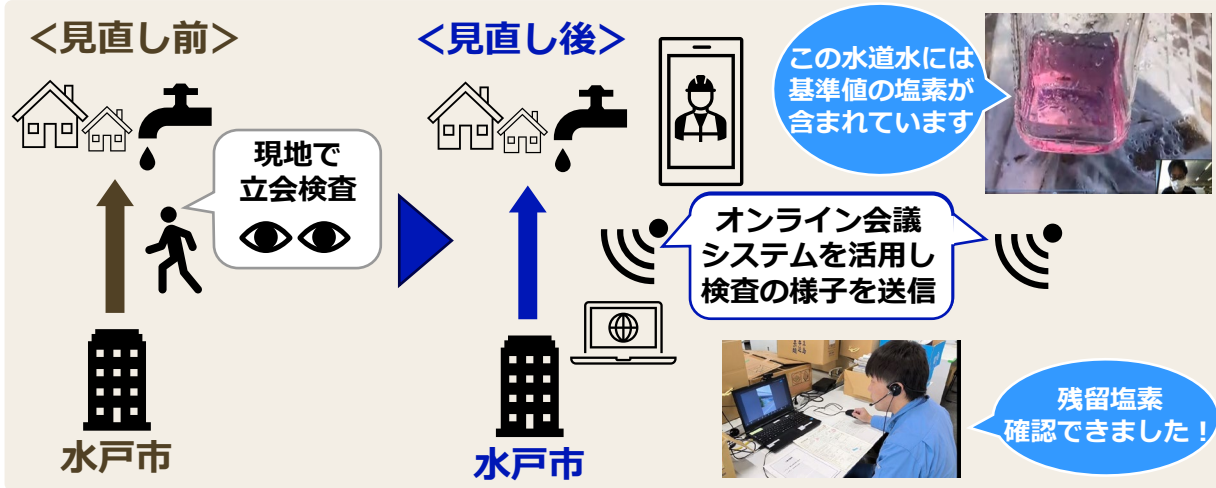 <見直し前>
現地で
立会検査
水戸市
<見直し後>
水戸市
オンライン会議
システムを活用し
検査の様子を送信
この水道水には
基準値の塩素が
含まれています
残留塩素
確認できました！